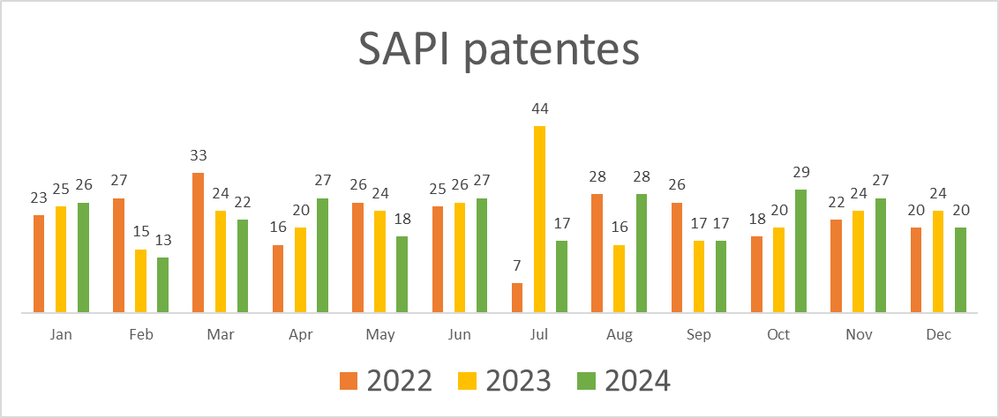 SAPI patentes
23 25 26 27 15 13 33 24 22 16 20 27 26 24 18 25 26 27 7 44 17 28 16 28 26 17 17 18 20 29 22 24 27 20 24 20
Jan Feb Mar Apr May Jun Jul Aug Sep Oct Nov Dec
2022 2023 2024